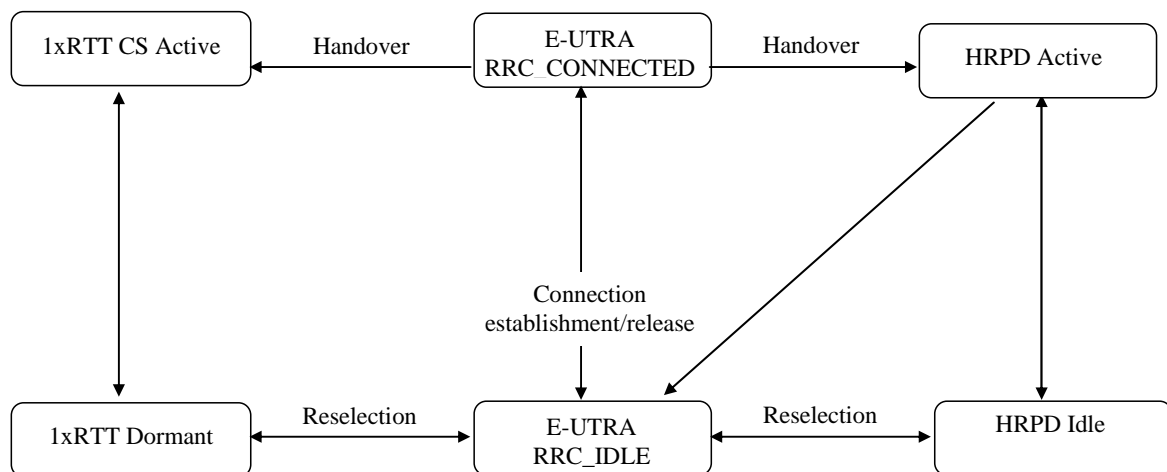 1xRTT CS Active
Handover
E-UTRA
RRC_CONNECTED
Handover
HRPD Active
Connection
establishment/release
1xRTT Dormant
Reselection
E-UTRA
RRC_IDLE
Reselection
HRPD Idle